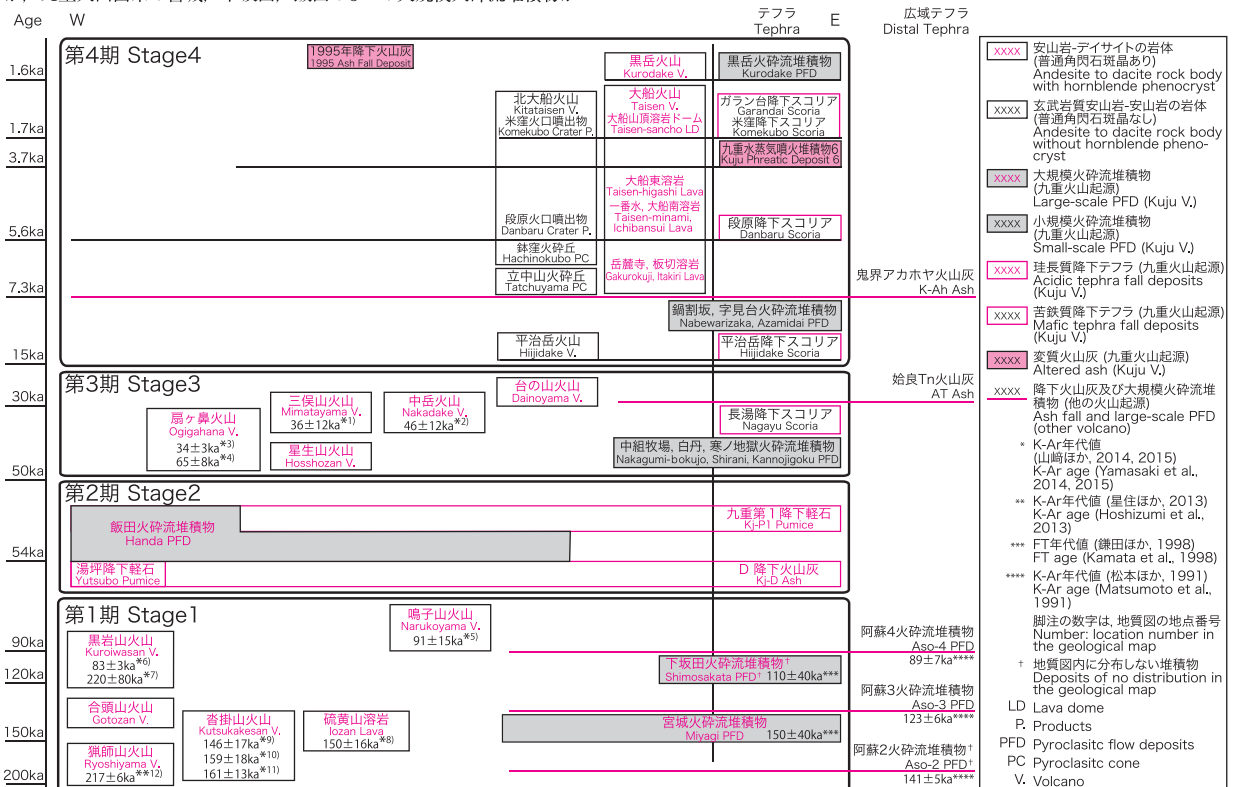 Age
W
テフラ
Tephra
E
広域テフラ
Distal Tephra
1.6ka
1.7ka
3.7ka
5.6ka
7.3ka
15ka
30ka
50ka
54ka
90ka
120ka
150ka
200ka
第4期 Stage4
1995年降下火山灰
1995 Ash Fall Deposit
黒岳火山
Kurodake V.
黒岳火砕流堆積物
Kurodake PFD
北大船火山
Kitataisen V.
米窪火口噴出物
Komekubo Crater P.
大船火山
Taisen V.
大船山頂溶岩ドーム
Taisen-sancho LD
ガラン台降下スコリア
Garandai Scoria
米窪降下スコリア
Komekubo Scoria
九重水蒸気噴火堆積物6
Kuju Phreatic Deposit 6
大船東溶岩
Taisen-higashi Lava
一番水, 大船南溶岩
Taisen-minami,
Ichibansui Lava
段原火口噴出物
Danbaru Crater P.
段原降下スコリア
Danbaru Scoria
鉢窪火砕丘
Hachinokubo PC
立中山火砕丘
Tatchuyama PC
岳麓寺, 板切溶岩
Gakurokuji, Itakiri Lava
鬼界アカホヤ火山灰
K-Ah Ash
鍋割坂, 字見台火砕流堆積物
Nabewarizaka, Azamidai PFD
平治岳火山
Hiijidake V.
平治岳降下スコリア
Hiijidake Scoria
第3期 Stage3
台の山火山
Dainoyama V.
姶良Tn火山灰
AT Ash
三俣山火山
Mimatayama V.
36±12ka*1)
中岳火山
Nakadake V.
46±12ka*2)
扇ヶ鼻火山
Ogigahana V.
34±3ka*3)
65±8ka*4)
星生山火山
Hosshozan V.
長湯降下スコリア
Nagayu Scoria
中組牧場, 白丹, 寒ノ地獄火砕流堆積物
Nakagumi-bokujo, Shirani, Kannojigoku PFD
第2期 Stage2
飯田火砕流堆積物
Handa PFD
九重第1降下軽石
Kj-P1 Pumice
湯坪降下軽石
Yutsubo Pumice
D 降下火山灰
Kj-D Ash
第1期 Stage1
鳴子山火山
Narukoyama V.
91±15ka*5)
黒岩山火山
Kuroiwasan V.
83±3ka*6)
220±80ka*7)
阿蘇4火砕流堆積物
Aso-4 PFD
89±7ka****
下坂田火砕流堆積物†
Shimosakata PFD† 110±40ka***
合頭山火山
Gotozan V.
沓掛山火山
Kutsukakesan V.
146±17ka*9)
159±18ka*10)
161±13ka*11)
硫黄山溶岩
Iozan Lava
150±16ka*8)
阿蘇3火砕流堆積物
Aso-3 PFD
123±6ka****
宮城火砕流堆積物
Miyagi PFD 150±40ka***
猟師山火山
Ryoshiyama V.
217±6ka**12)
阿蘇2火砕流堆積物†
Aso-2 PFD†
141±5ka****
xxxx 安山岩-デイサイトの岩体
(普通角閃石斑晶あり)
Andesite to dacite rock body
with hornblende phenocryst
xxxx 玄武岩質安山岩-安山岩の岩体
(普通角閃石斑晶なし)
Andesite to dacite rock body
without hornblende pheno-
cryst
xxxx 大規模火砕流堆積物
(九重火山起源)
Large-scale PFD (Kuju V.)
xxxx 小規模火砕流堆積物
(九重火山起源)
Small-scale PFD (Kuju V.)
xxxx 珪長質降下テフラ (九重火山起源)
Acidic tephra fall deposits
(Kuju V.)
xxxx 苦鉄質降下テフラ (九重火山起源)
Mafic tephra fall deposits
(Kuju V.)
xxxx 変質火山灰 (九重火山起源)
Altered ash (Kuju V.)
xxxx 降下火山灰及び大規模火砕流堆
積物 (他の火山起源)
Ash fall and large-scale PFD
(other volcano)
* K-Ar年代値
(山﨑ほか, 2014, 2015)
K-Ar age (Yamasaki et al.,
2014, 2015)
** K-Ar年代値 (星住ほか, 2013)
K-Ar age (Hoshizumi et al.,
2013)
*** FT年代値 (鎌田ほか, 1998)
FT age (Kamata et al., 1998)
**** K-Ar年代値 (松本ほか, 1991)
K-Ar age (Matsumoto et al.,
1991)
脚注の数字は, 地質図の地点番号
Number: location number in
the geological map
† 地質図内に分布しない堆積物
Deposits of no distribution in
the geological map
LD Lava dome
P. Products
PFD Pyroclasitc flow deposits
PC Pyroclasitc cone
V. Volcano